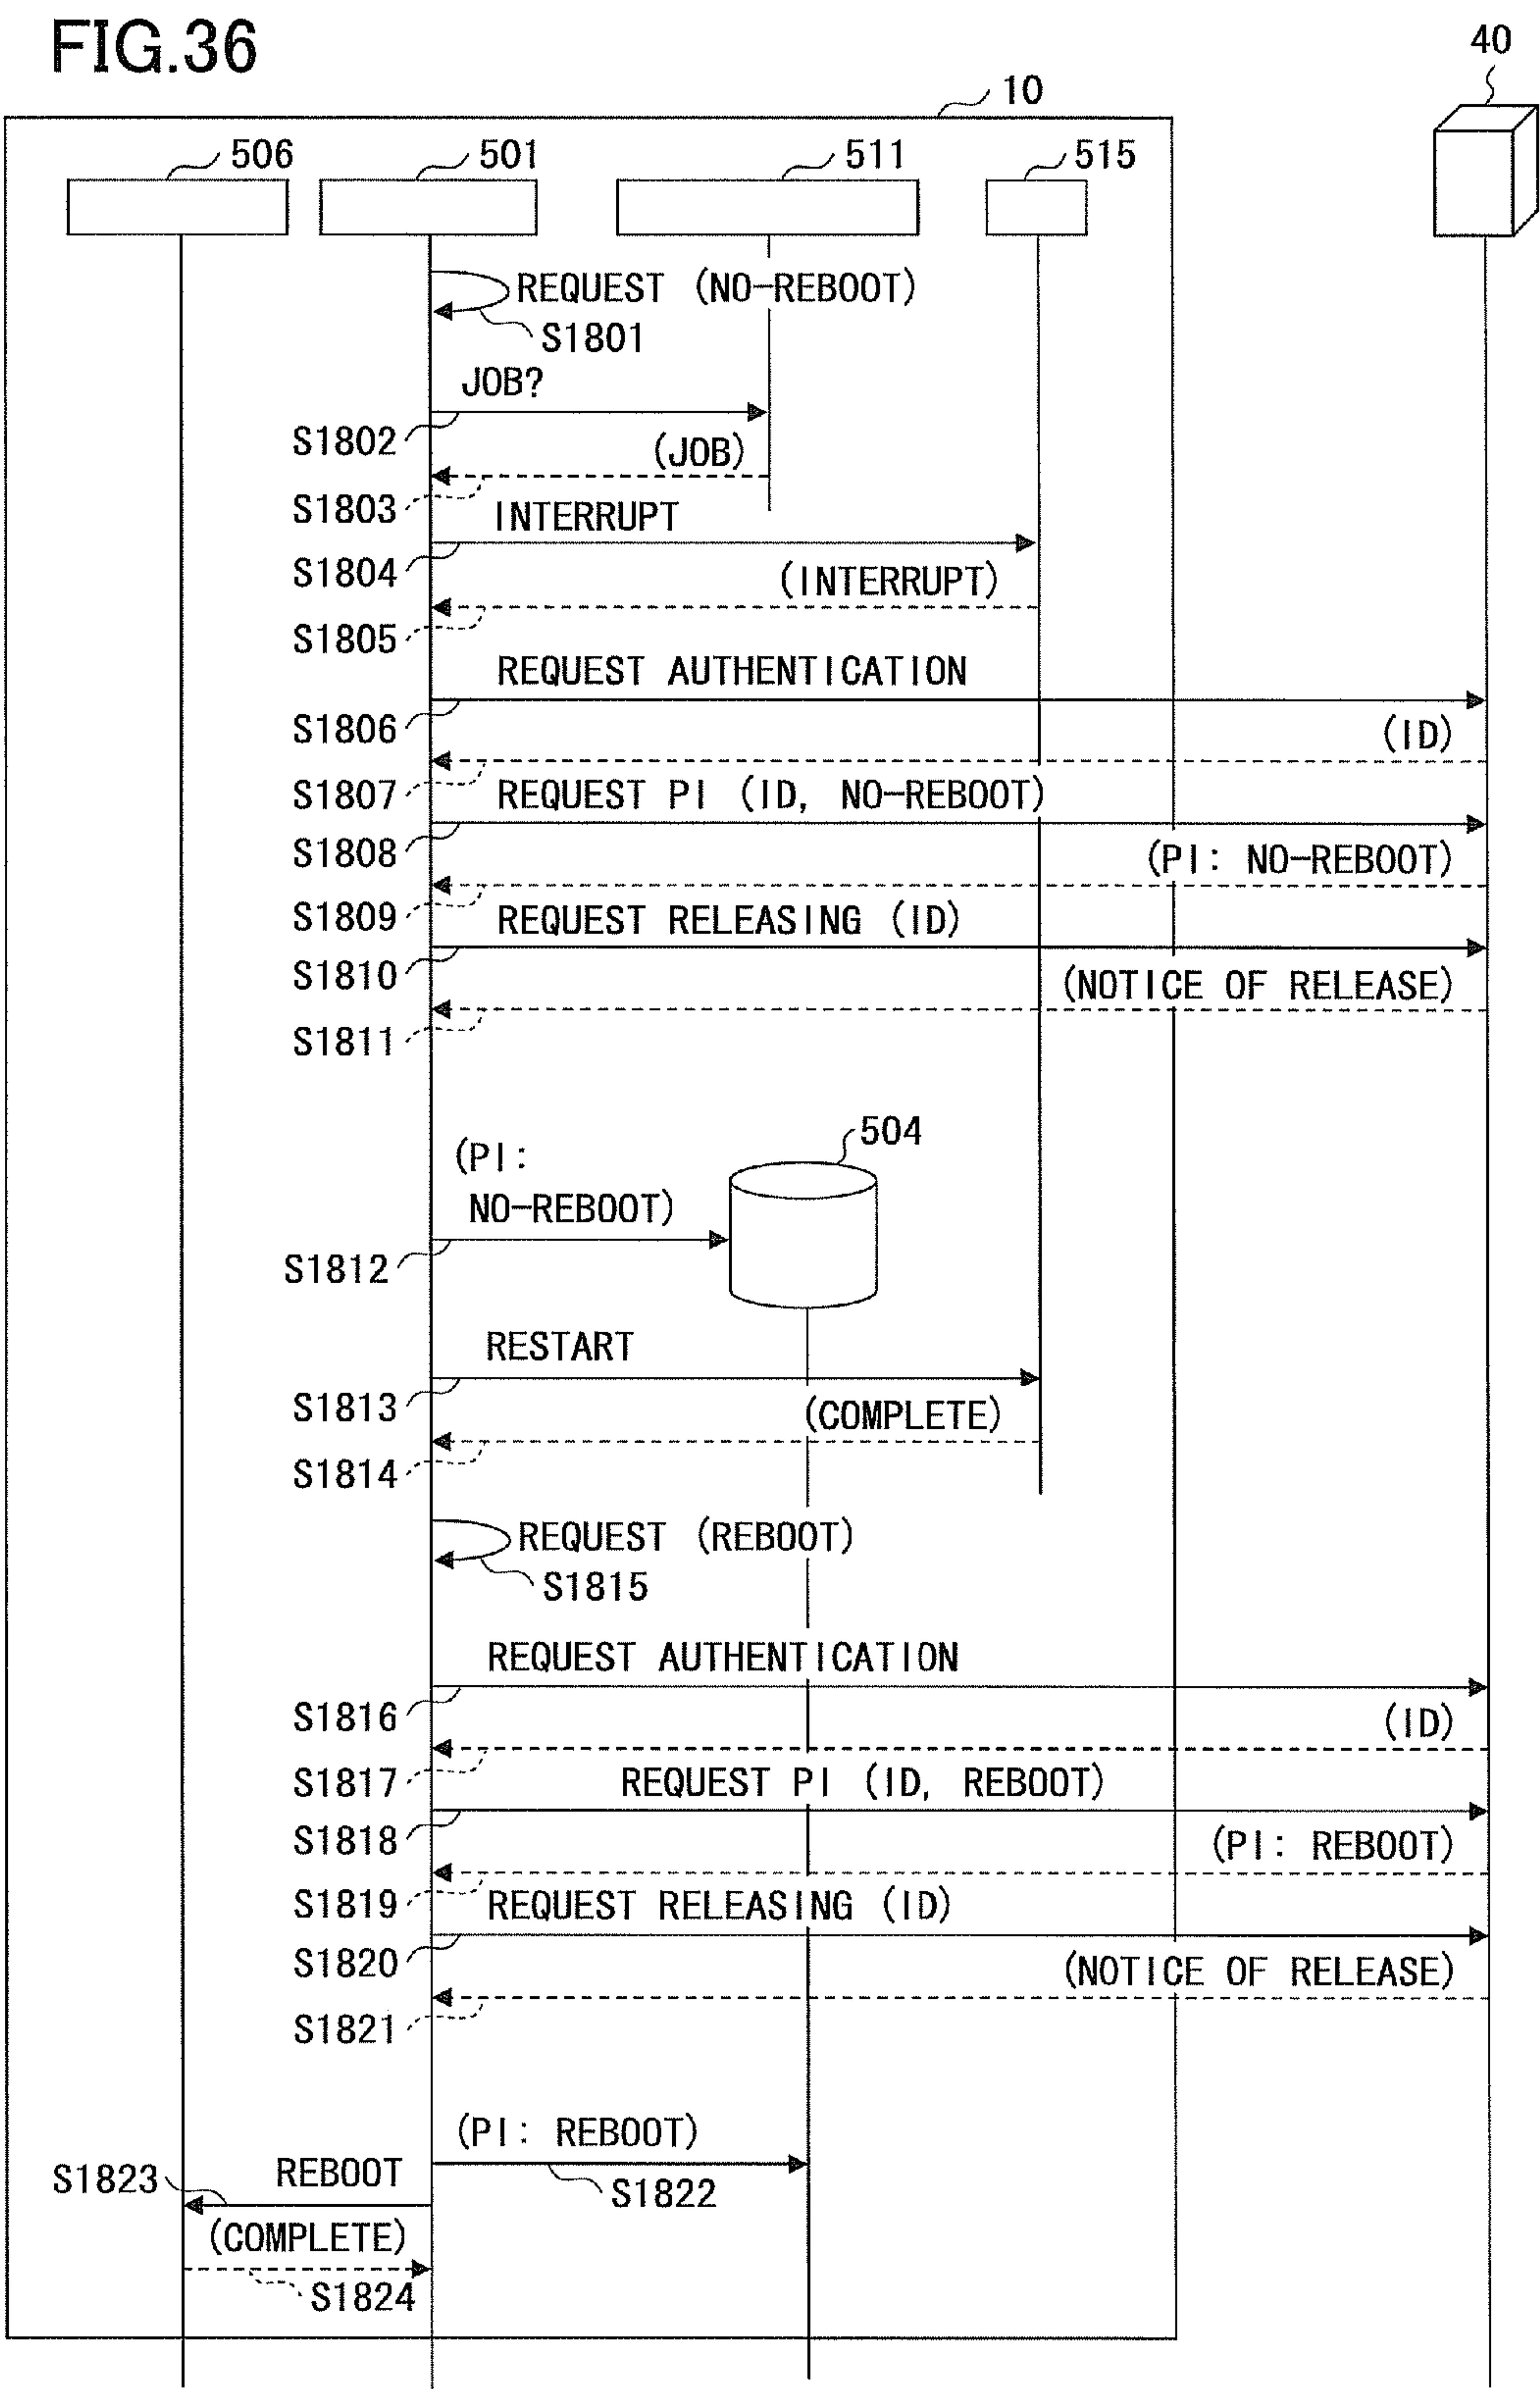 FIG.36
40
10
506
501
511
515
REQUEST (NO-REBOOT)
S1801
JOB?
S1802
(JOB)
S1803
INTERRUPT
S1804
(INTERRUPT)
S1805
REQUEST AUTHENTICATION
S1806
(ID)
S1807
REQUEST PI (ID, NO-REBOOT)
S1808
(PI: NO-REBOOT)
S1809
REQUEST RELEASING (ID)
S1810
(NOTICE OF RELEASE)
S1811
504
(PI:
NO-REBOOT)
S1812
RESTART
S1813
(COMPLETE)
S1814
REQUEST (REBOOT)
S1815
REQUEST AUTHENTICATION
S1816
(ID)
S1817
REQUEST PI (ID, REBOOT)
S1818
(PI: REBOOT)
S1819
REQUEST RELEASING (ID)
S1820
(NOTICE OF RELEASE)
S1821
(PI: REBOOT)
S1822
S1823
REBOOT
(COMPLETE)
S1824